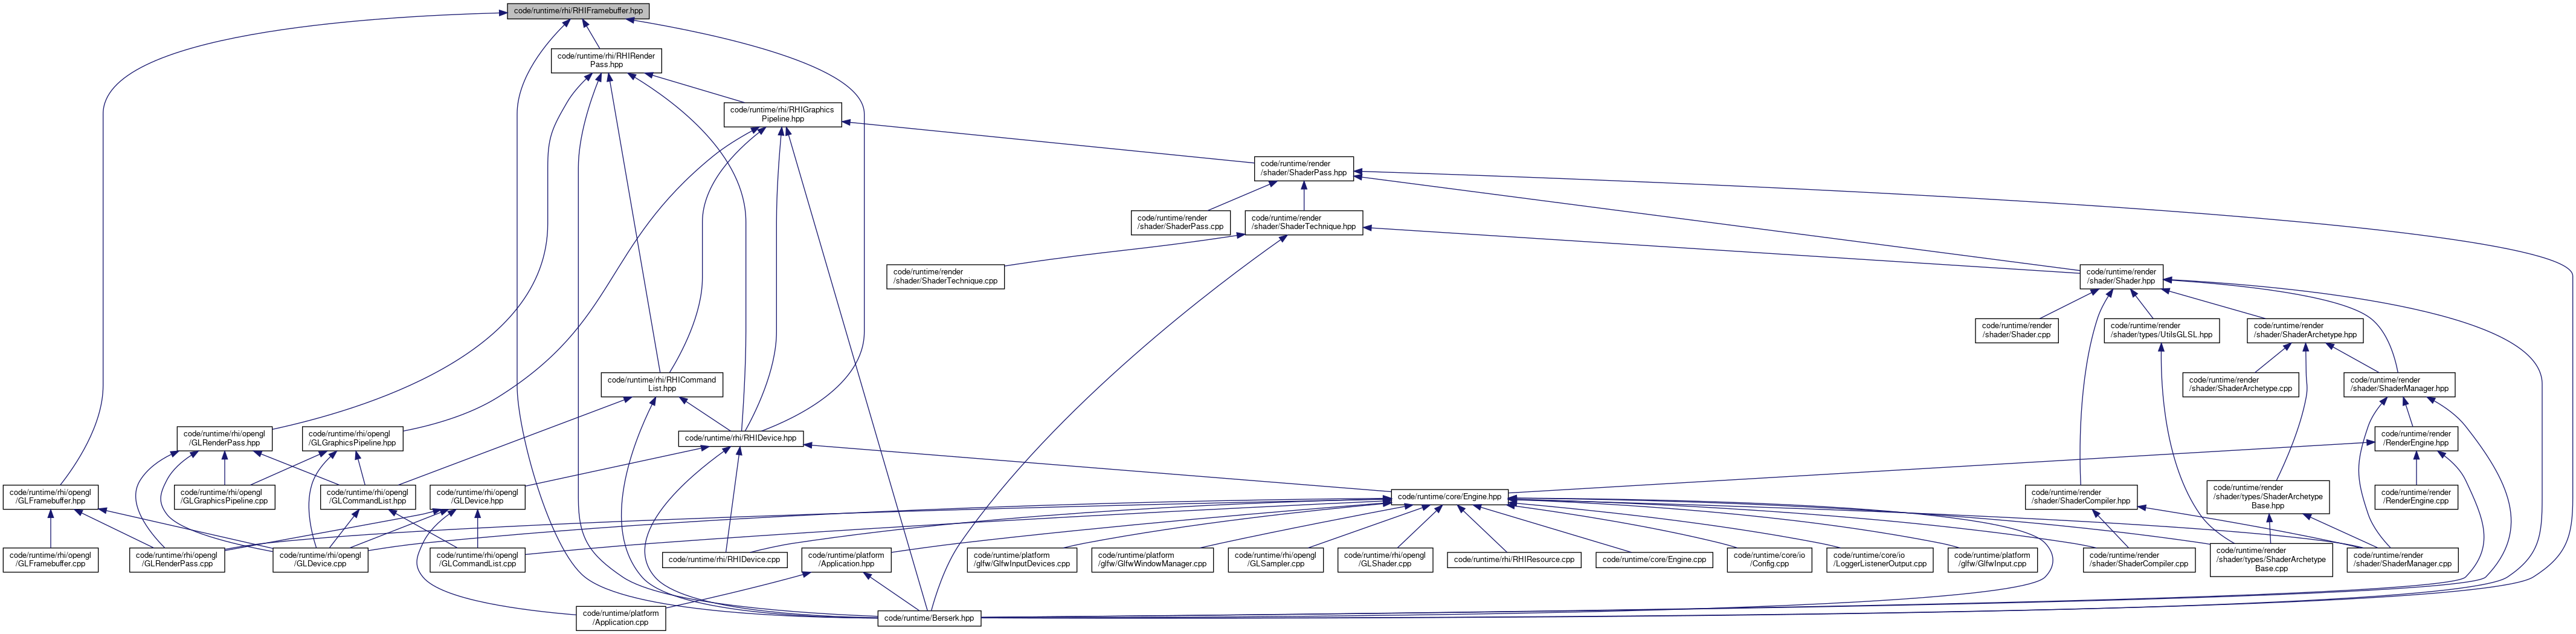 code/runtime/rhi/RHIFramebuffer.hpp
code/runtime/rhi/RHIRender
Pass.hpp
code/runtime/rhi/RHIGraphics
Pipeline.hpp
code/runtime/render
/shader/ShaderPass.hpp
code/runtime/render
/shader/ShaderPass.cpp
code/runtime/render
/shader/ShaderTechnique.hpp
code/runtime/render
/shader/ShaderTechnique.cpp
code/runtime/render
/shader/Shader.hpp
code/runtime/render
/shader/Shader.cpp
code/runtime/render
/shader/types/UtilsGLSL.hpp
code/runtime/render
/shader/ShaderArchetype.hpp
code/runtime/rhi/RHICommand
List.hpp
code/runtime/render
/shader/ShaderArchetype.cpp
code/runtime/render
/shader/ShaderManager.hpp
code/runtime/rhi/opengl
/GLRenderPass.hpp
code/runtime/rhi/opengl
/GLGraphicsPipeline.hpp
code/runtime/rhi/RHIDevice.hpp
code/runtime/render
/RenderEngine.hpp
code/runtime/rhi/opengl
/GLFramebuffer.hpp
code/runtime/rhi/opengl
/GLGraphicsPipeline.cpp
code/runtime/rhi/opengl
/GLCommandList.hpp
code/runtime/rhi/opengl
/GLDevice.hpp
code/runtime/core/Engine.hpp
code/runtime/render
/shader/ShaderCompiler.hpp
code/runtime/render
/shader/types/ShaderArchetype
Base.hpp
code/runtime/render
/RenderEngine.cpp
code/runtime/rhi/opengl
/GLFramebuffer.cpp
code/runtime/rhi/opengl
/GLRenderPass.cpp
code/runtime/rhi/opengl
/GLDevice.cpp
code/runtime/rhi/opengl
/GLCommandList.cpp
code/runtime/rhi/RHIDevice.cpp
code/runtime/platform
/Application.hpp
code/runtime/platform
/glfw/GlfwInputDevices.cpp
code/runtime/platform
/glfw/GlfwWindowManager.cpp
code/runtime/rhi/opengl
/GLSampler.cpp
code/runtime/rhi/opengl
/GLShader.cpp
code/runtime/rhi/RHIResource.cpp
code/runtime/core/Engine.cpp
code/runtime/core/io
/Config.cpp
code/runtime/core/io
/LoggerListenerOutput.cpp
code/runtime/platform
/glfw/GlfwInput.cpp
code/runtime/render
/shader/ShaderCompiler.cpp
code/runtime/render
/shader/types/ShaderArchetype
Base.cpp
code/runtime/render
/shader/ShaderManager.cpp
code/runtime/platform
/Application.cpp
code/runtime/Berserk.hpp